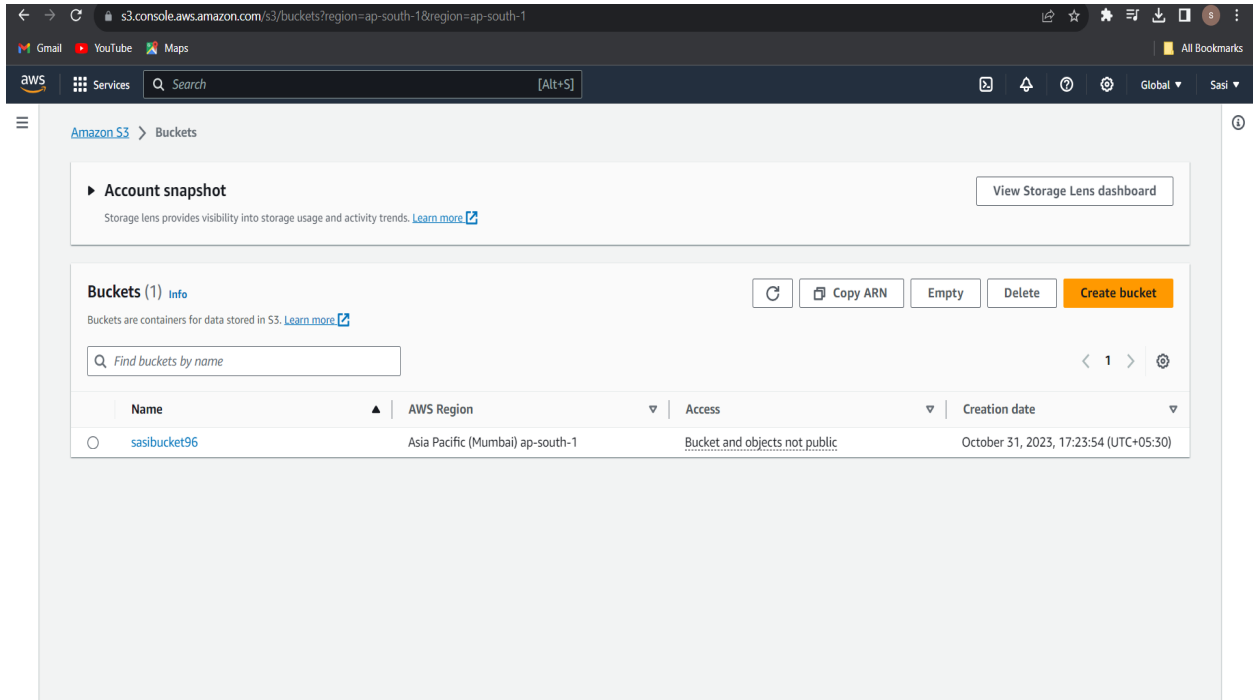 s3.console.aws.amazon.com/s3/buckets?region=ap-south-1&region=ap-south-1 S
Gmail YouTube Maps All Bookmarks
aws Services Search [Alt+S] Global Sasi
Amazon S3 Buckets
Account snapshot View Storage Lens dashboard
Storage lens provides visibility into storage usage and activity trends. Learn more
Buckets (1) Info Copy ARN Empty Delete Create bucket
Buckets are containers for data stored in S3. Learn more
Find buckets by name 1
Name AWS Region Access Creation date
sasibucket96 Asia Pacific (Mumbai) ap-south-1 Bucket and objects not public October 31, 2023, 17:23:54 (UTC+05:30)